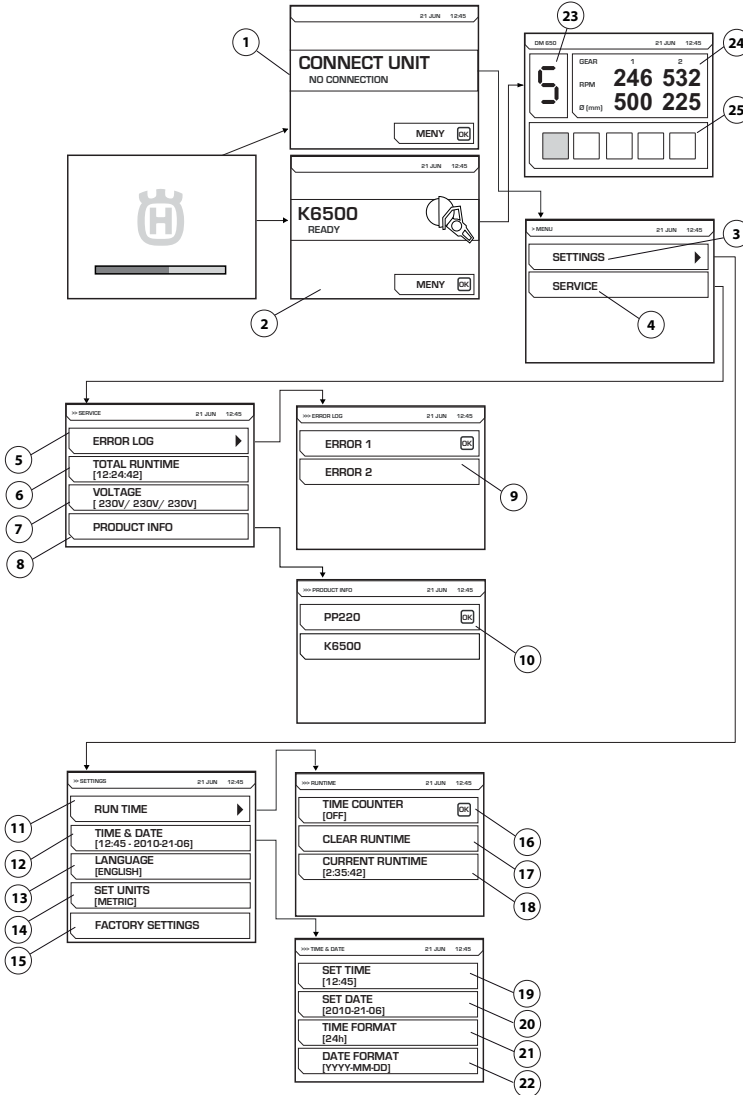 21 JUN 12:45
CONNECT UNIT
NO CONNECTION
MENY OK
1
H
21 JUN 12:45
K6500
READY
MENY OK
2
23
DM 650 21 JUN 12:45
5
GEAR 1 2
RPM 246 532
Ø (mm) 500 225
24
25
> MENU 21 JUN 12:45
SETTINGS
SERVICE
3
4
>> SERVICE 21 JUN 12:45
ERROR LOG
TOTAL RUNTIME
[12:24:42]
VOLTAGE
[ 230V/ 230V/ 230V]
PRODUCT INFO
5
6
7
8
>>> ERROR LOG 21 JUN 12:45
ERROR 1 OK
ERROR 2
9
>>> PRODUCT INFO 21 JUN 12:45
PP220 OK
K6500
10
>> SETTINGS 21 JUN 12:45
RUN TIME
TIME & DATE
[12:45 - 2010-21-06]
LANGUAGE
[ENGLISH]
SET UNITS
[METRIC]
FACTORY SETTINGS
11
12
13
14
15
>>> RUNTIME 21 JUN 12:45
TIME COUNTER OK
[OFF]
CLEAR RUNTIME
CURRENT RUNTIME
[2:35:42]
16
17
18
>>> TIME & DATE 21 JUN 12:45
SET TIME
[12:45]
SET DATE
[2010-21-06]
TIME FORMAT
[24h]
DATE FORMAT
[YYYY-MM-DD]
19
20
21
22